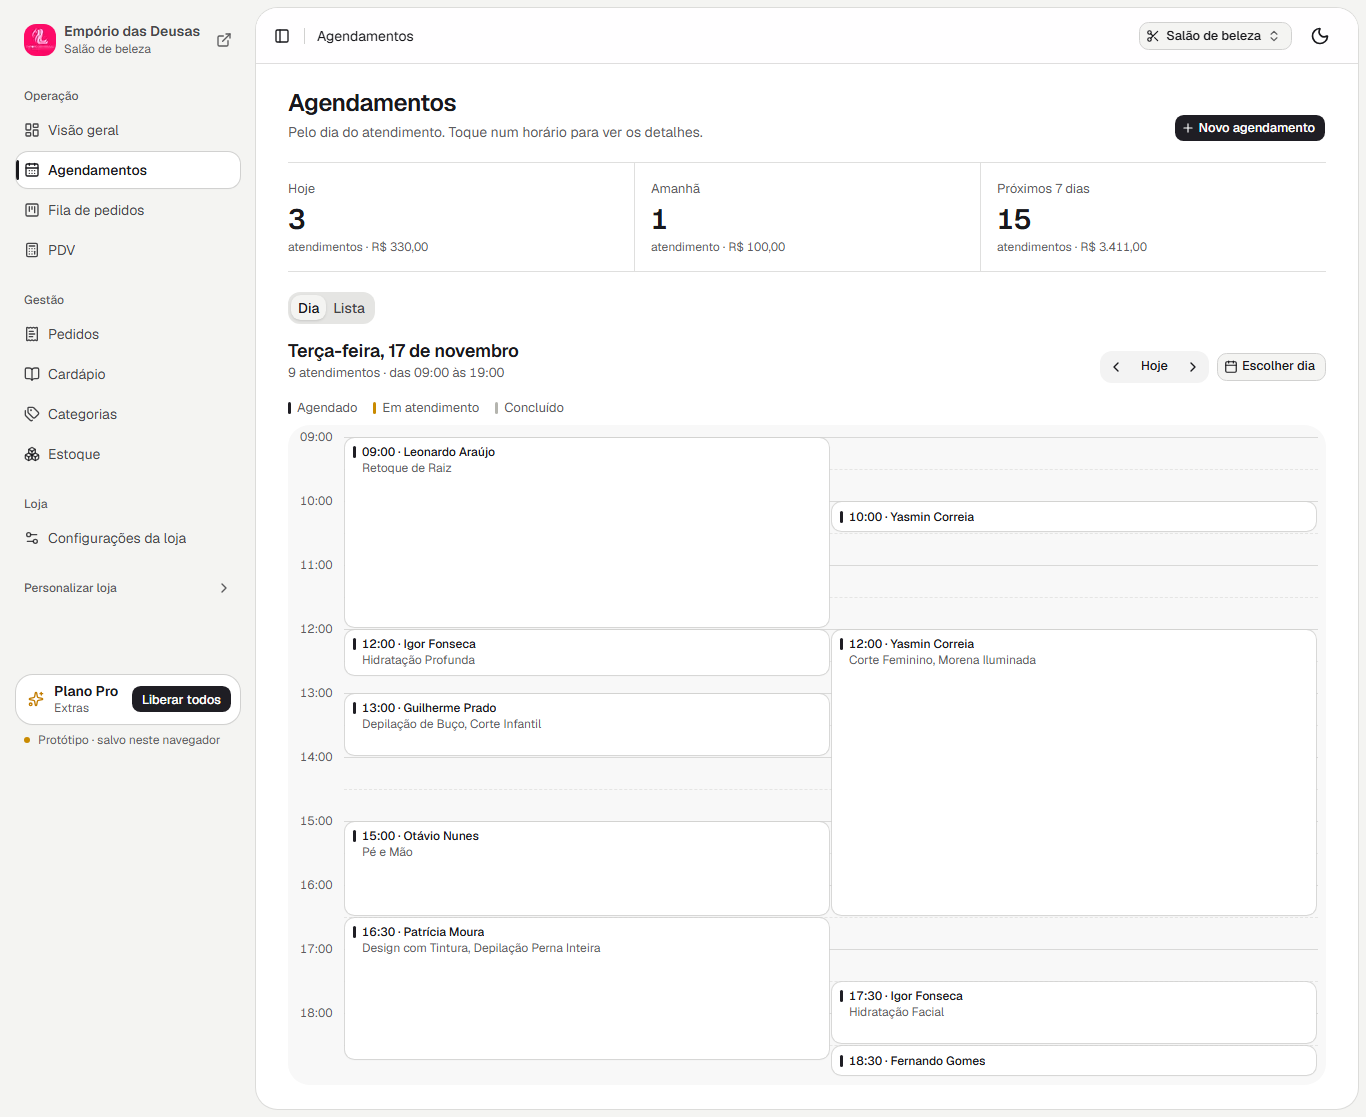 Empório das Deusas
Salão de beleza
Operação
Visão geral
Agendamentos
Fila de pedidos
PDV
Gestão
Pedidos
Cardápio
Categorias
Estoque
Loja
Configurações da loja
Personalizar loja
Plano Pro
Extras
Liberar todos
Protótipo · salvo neste navegador
Agendamentos
Salão de beleza
Agendamentos
Pelo dia do atendimento. Toque num horário para ver os detalhes.
+ Novo agendamento
Hoje
3
atendimentos · R$ 330,00
Amanhã
1
atendimento · R$ 100,00
Próximos 7 dias
15
atendimentos · R$ 3.411,00
Dia
Lista
Terça-feira, 17 de novembro
9 atendimentos · das 09:00 às 19:00
Hoje
Escolher dia
Agendado
Em atendimento
Concluído
09:00
09:00 · Leonardo Araújo
Retoque de Raiz
10:00
10:00 · Yasmin Correia
11:00
12:00
12:00 · Igor Fonseca
Hidratação Profunda
12:00 · Yasmin Correia
Corte Feminino, Morena Iluminada
13:00
13:00 · Guilherme Prado
Depilação de Buço, Corte Infantil
14:00
15:00
15:00 · Otávio Nunes
Pé e Mão
16:00
16:30 · Patrícia Moura
Design com Tintura, Depilação Perna Inteira
17:00
17:30 · Igor Fonseca
Hidratação Facial
18:00
18:30 · Fernando Gomes